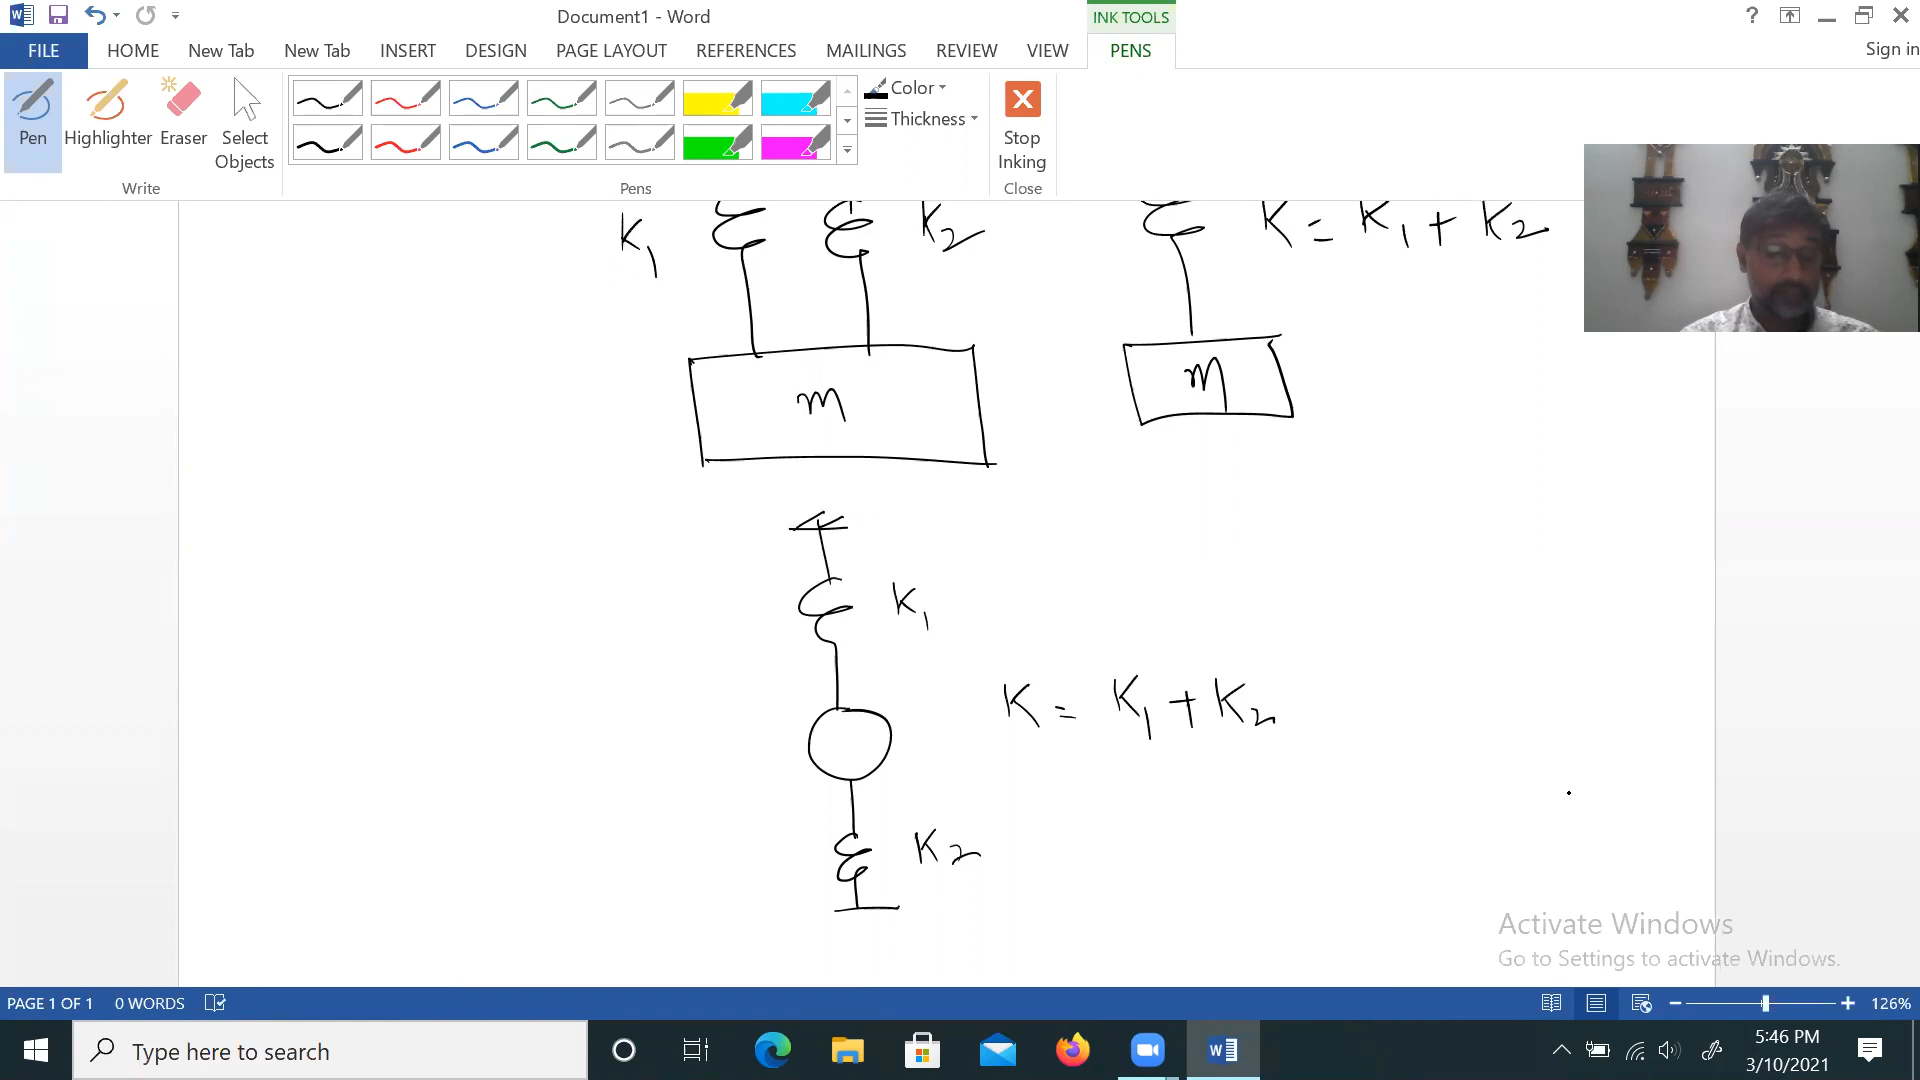 Document1 - Word
INK TOOLS
?
FILE HOME New Tab New Tab INSERT DESIGN PAGE LAYOUT REFERENCES MAILINGS REVIEW VIEW PENS Sign in
Pen Highlighter Eraser Select Objects
Color
Thickness
Stop Inking
Write Pens Close
K1 K2 K = K1 + K2
m m
K1
K = K1 + K2
K2
Activate Windows
Go to Settings to activate Windows.
PAGE 1 OF 1 0 WORDS 126%
Type here to search
5:46 PM
3/10/2021